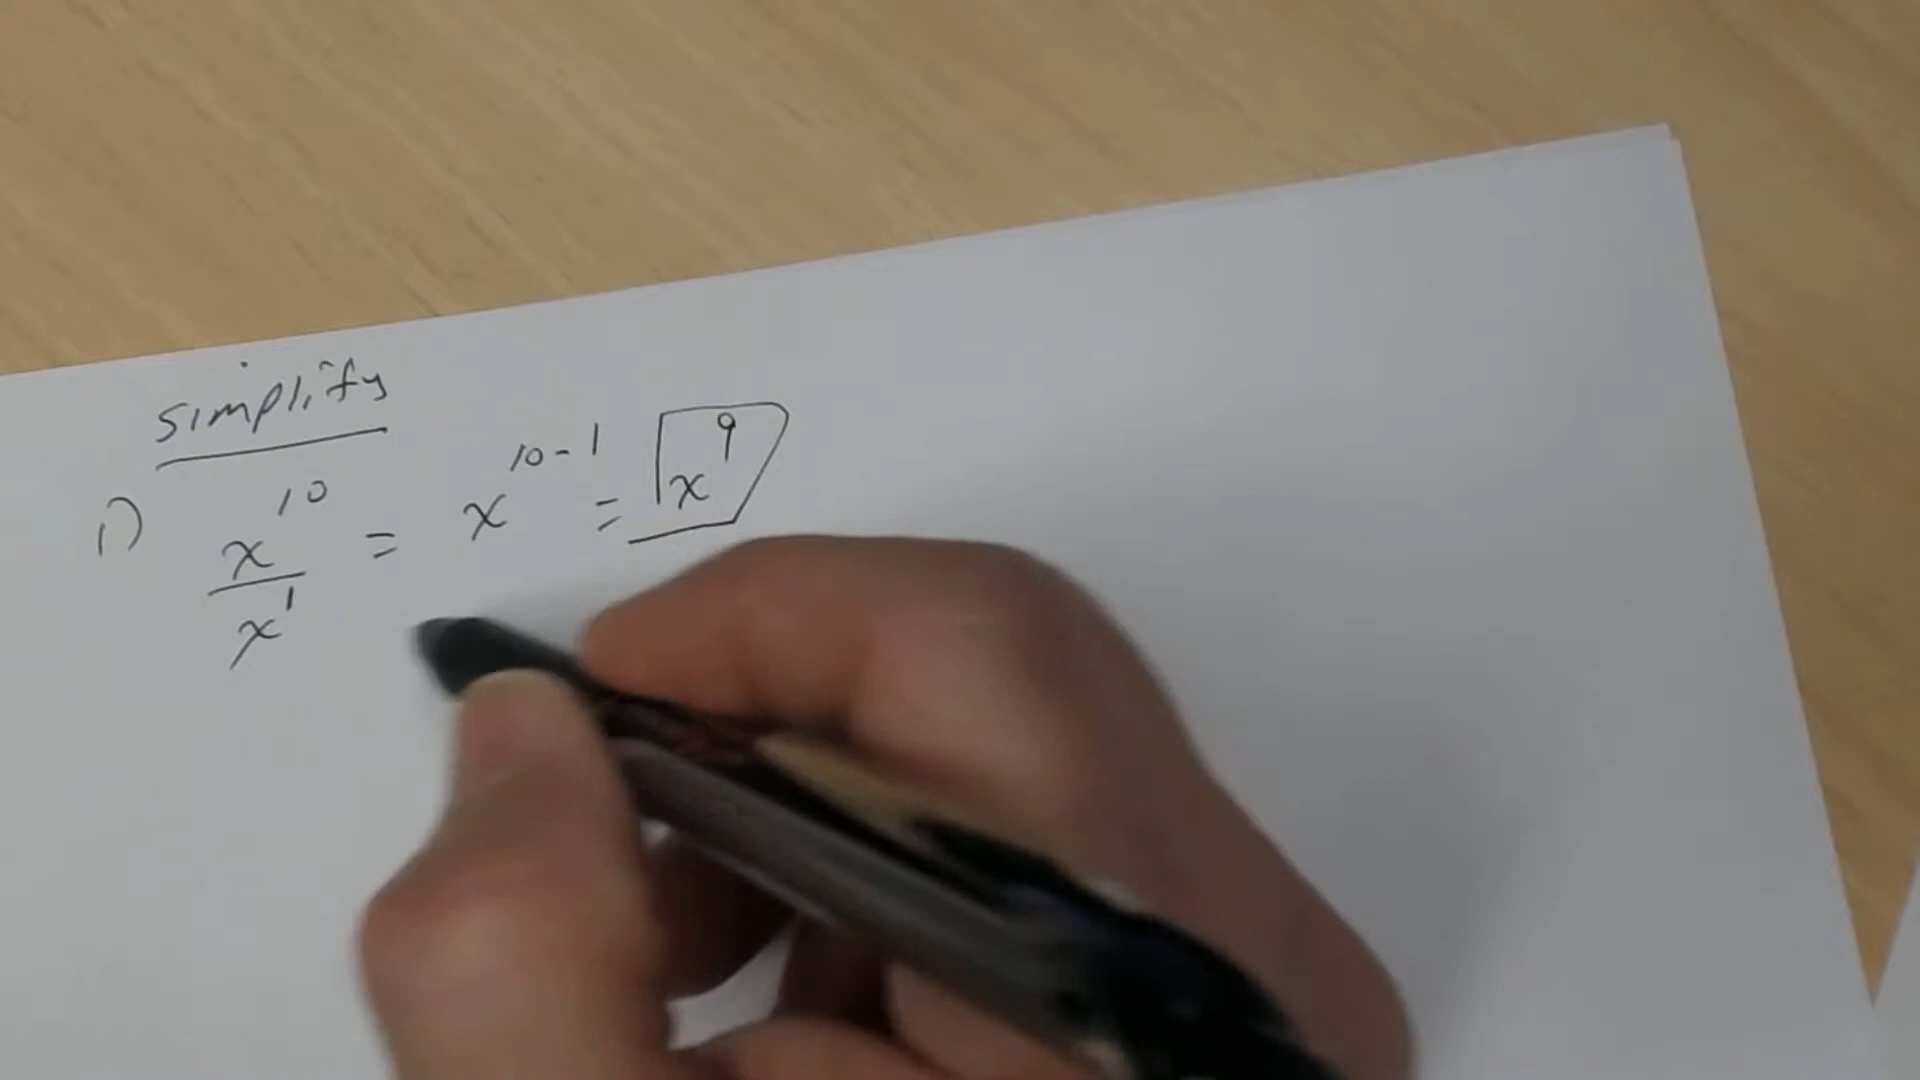 simplify
1) x^10 / x^1 = x^10-1 = x^9